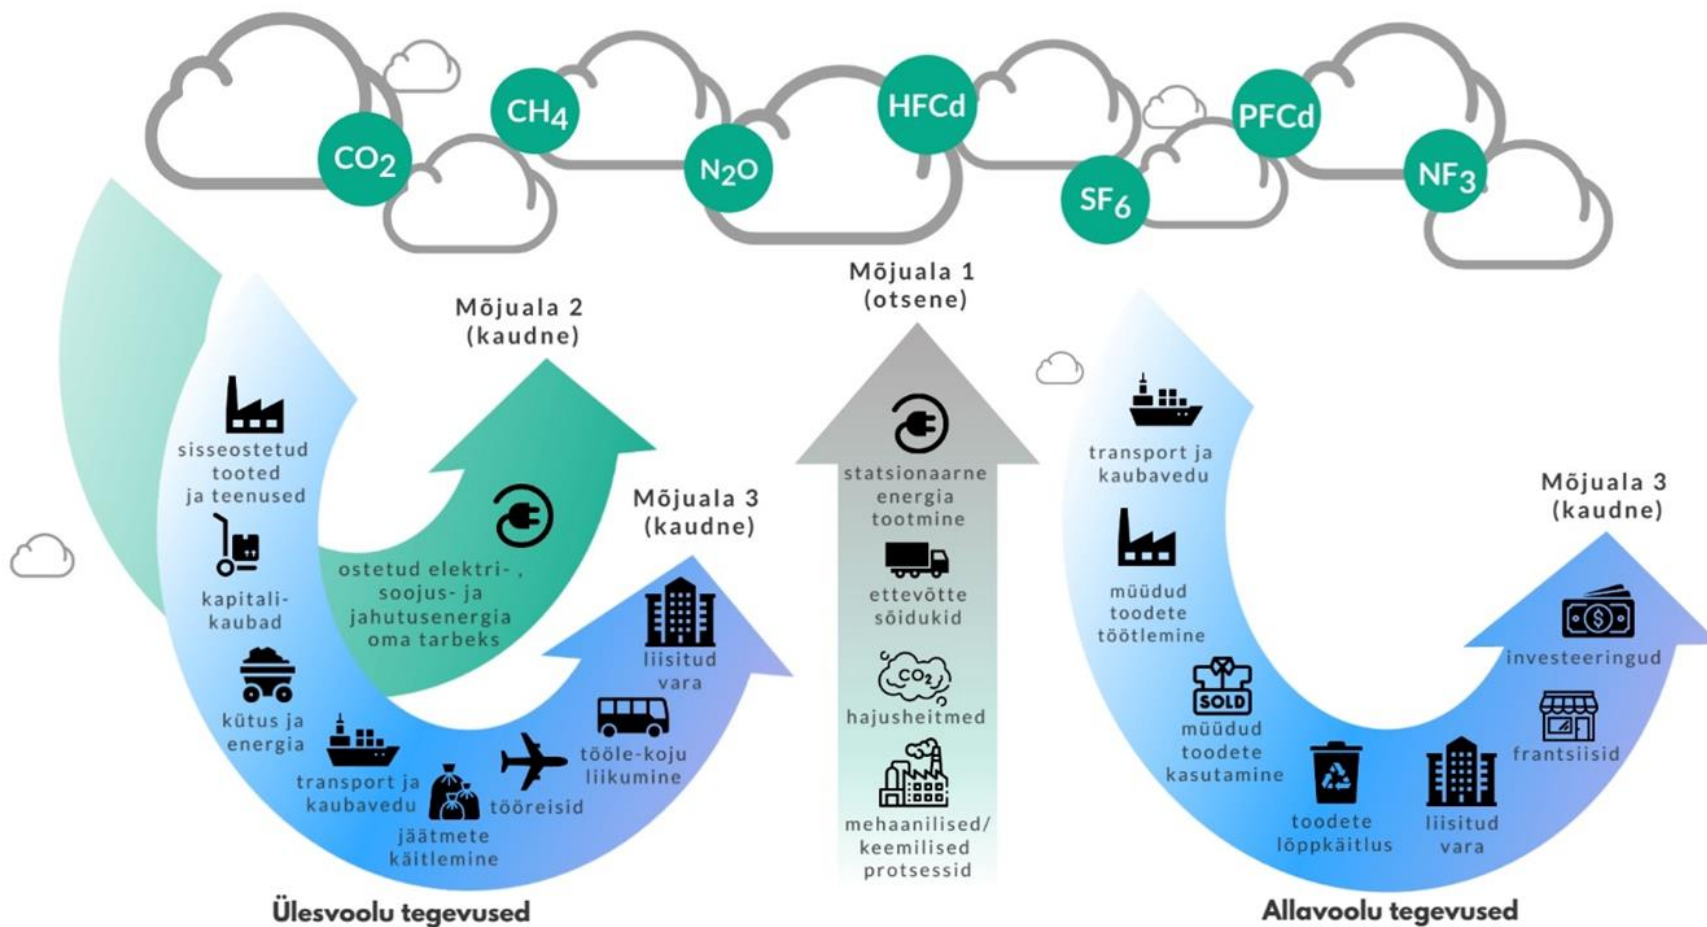 CO₂
CH₄
N₂O
HFCd
SF₆
PFCd
NF₃
Mõjuala 2
(kaudne)
ostetud elektri- ,
soojus- ja
jahutusenergia
oma tarbeks
Mõjuala 3
(kaudne)
sisseostetud
tooted
ja teenused
kapitali-
kaubad
kütus ja
energia
transport ja
kaubavedu
jäätmete
käitlemine
tööreisid
tööle-koju
liikumine
liisitud
vara
Ülesvoolu tegevused
Mõjuala 1
(otsene)
statsionaarne
energia
tootmine
ettevõtte
sõidukid
CO₂
hajusheitmed
mehaanilised/
keemilised
protsessid
Mõjuala 3
(kaudne)
transport ja
kaubavedu
müüdud
toodete
töötlemine
SOLD
müüdud
toodete
kasutamine
toodete
lõppkäitlus
liisitud
vara
frantsiisid
$
investeeringud
Allavoolu tegevused